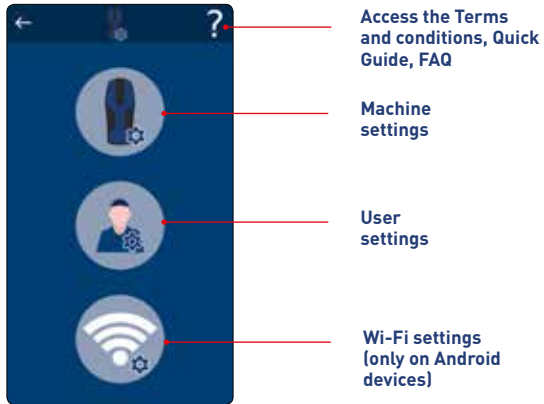 ?
Access the Terms
and conditions, Quick
Guide, FAQ
Machine
settings
User
settings
Wi-Fi settings
(only on Android
devices)